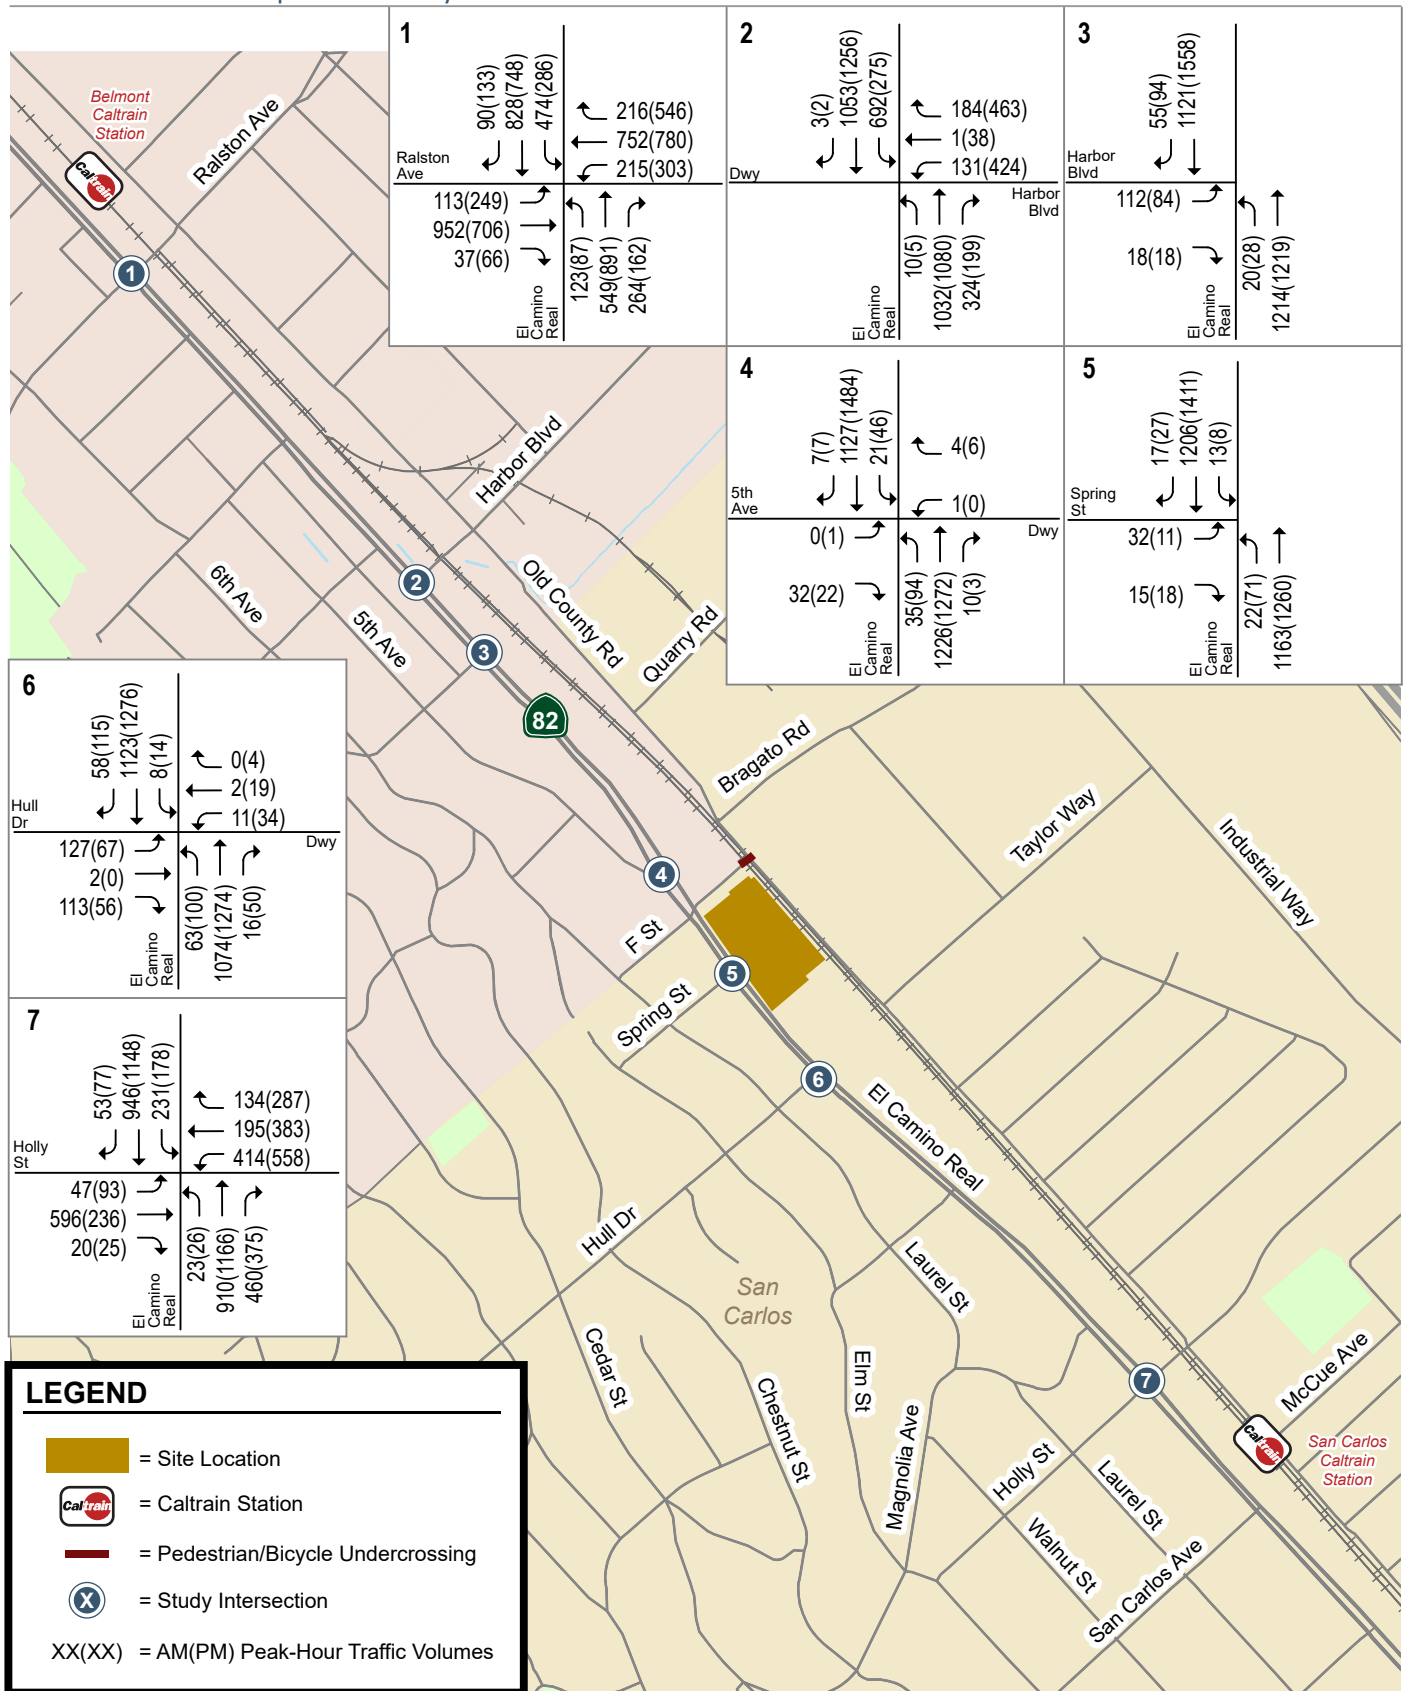 1
90(133)
828(748)
474(286)
216(546)
752(780)
215(303)
Ralston
Ave
113(249)
952(706)
37(66)
123(87)
549(891)
264(162)
El
Camino
Real
2
3(2)
1053(1256)
692(275)
184(463)
1(38)
131(424)
Dwy
Harbor
Blvd
10(5)
1032(1080)
324(199)
El
Camino
Real
3
55(94)
1121(1558)
Harbor
Blvd
112(84)
18(18)
20(28)
1214(1219)
El
Camino
Real
4
7(7)
1127(1484)
21(46)
4(6)
1(0)
5th
Ave
Dwy
0(1)
32(22)
35(94)
1226(1272)
10(3)
El
Camino
Real
5
17(27)
1206(1411)
13(8)
Spring
St
32(11)
15(18)
22(71)
1163(1260)
El
Camino
Real
6
58(115)
1123(1276)
8(14)
0(4)
2(19)
11(34)
Hull
Dr
Dwy
127(67)
2(0)
113(56)
63(100)
1074(1274)
16(50)
El
Camino
Real
7
53(77)
946(1148)
231(178)
134(287)
195(383)
414(558)
Holly
St
47(93)
596(236)
20(25)
23(26)
910(1166)
460(375)
El
Camino
Real
Belmont
Caltrain
Station
Caltrain
Ralston Ave
1
Harbor Blvd
2
Old County Rd
6th Ave
5th Ave
3
Quarry Rd
82
Bragato Rd
Taylor Way
Industrial Way
4
F St
5
Spring St
6
El Camino Real
Hull Dr
San
Carlos
Laurel St
Cedar St
Elm St
Chestnut St
Magnolia Ave
7
McCue Ave
Caltrain
San Carlos
Caltrain
Station
Holly St
Laurel St
Walnut St
San Carlos Ave
LEGEND
= Site Location
Caltrain
= Caltrain Station
= Pedestrian/Bicycle Undercrossing
X
= Study Intersection
XX(XX) = AM(PM) Peak-Hour Traffic Volumes